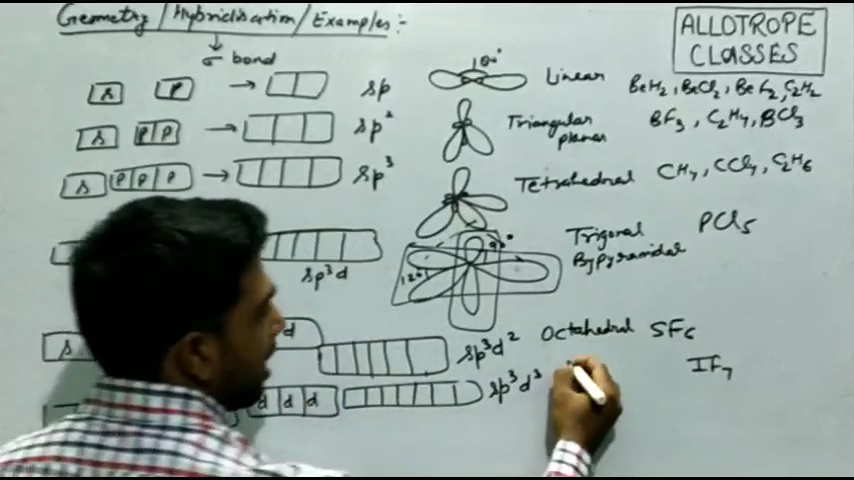 Geometry / Hybridisation / Examples :-
ALLOTROPE
CLASSES
σ bond
s p → sp 180° Linear BeH2, BeCl2, BeF2, C2H2
s p p → sp2 Triangular planar BF3, C2H4, BCl3
s p p p → sp3 Tetrahedral CH4, CCl4, C2H6
sp3d 90° 120° Trigonal Bypyramidal PCl5
s d sp3d2 Octahedral SF6
d d d sp3d3 IF7